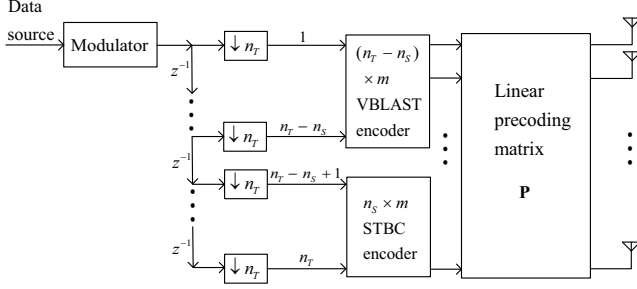 Data
source
Modulator
z⁻¹
z⁻¹
z⁻¹
↓ n_T
↓ n_T
↓ n_T
↓ n_T
1
n_T − n_S
n_T − n_S + 1
n_T
(n_T − n_S)
× m
VBLAST
encoder
n_S × m
STBC
encoder
Linear
precoding
matrix
P